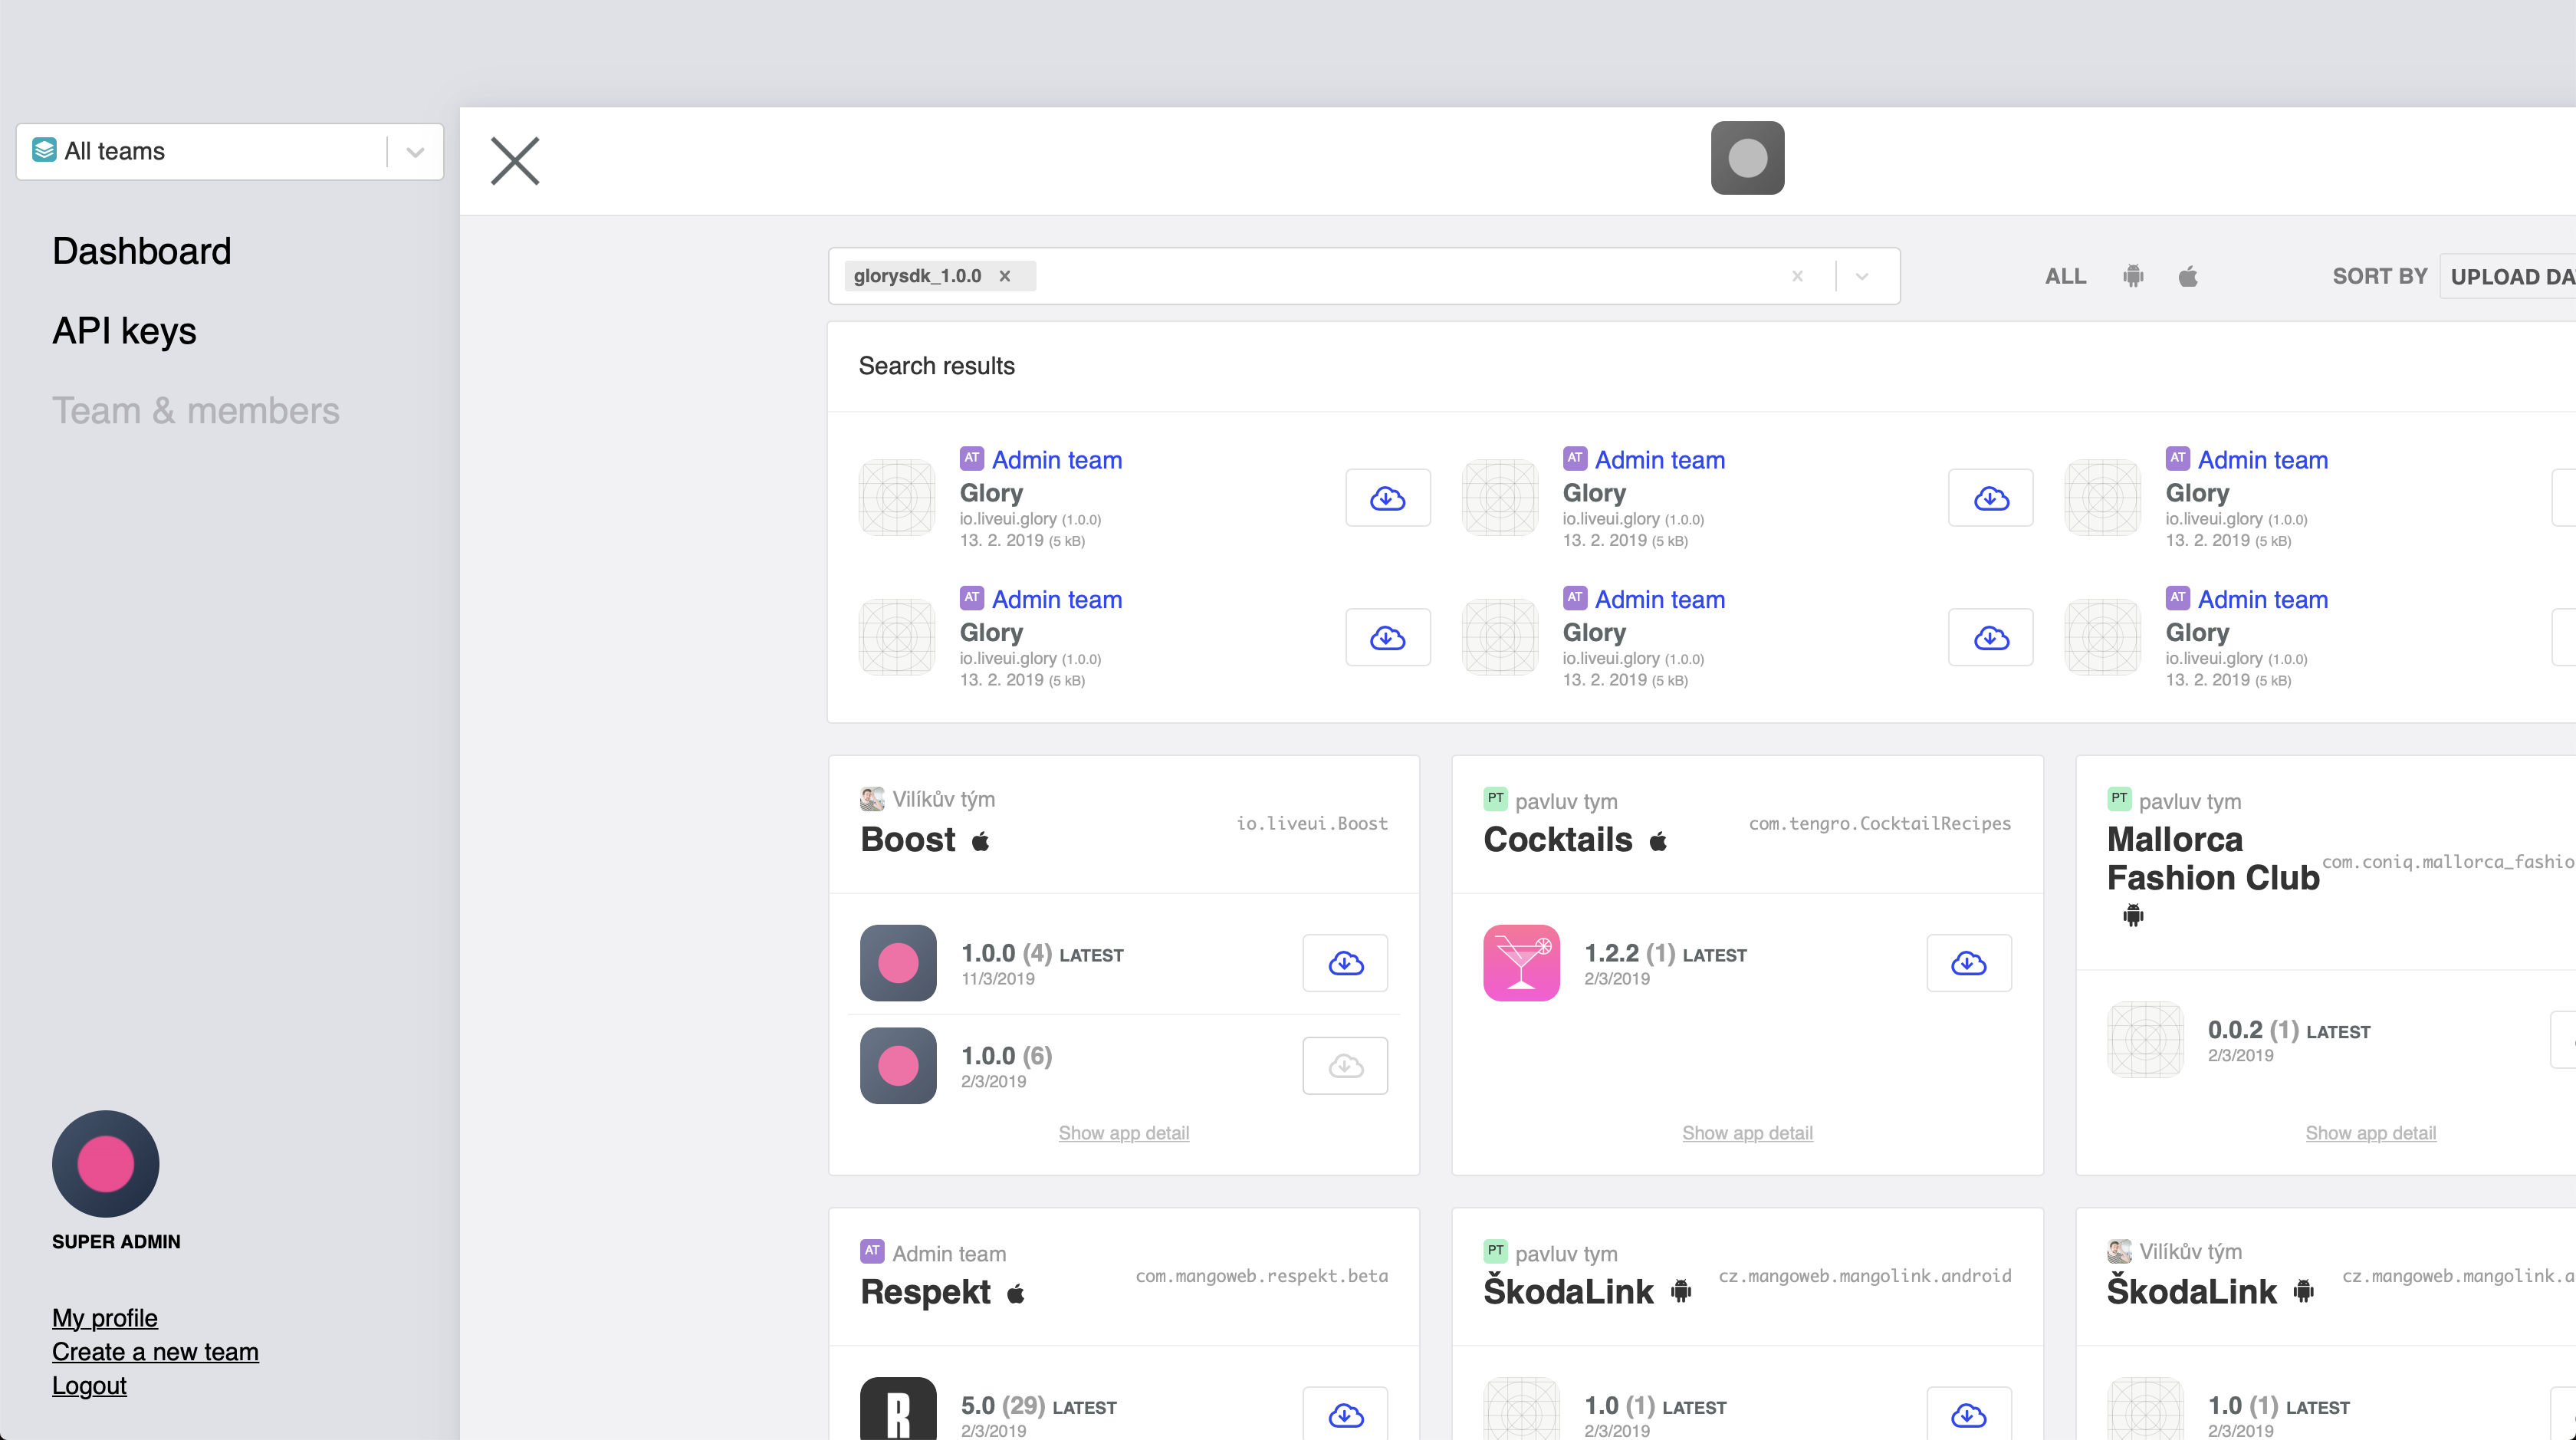 All teams
Dashboard
API keys
Team & members
SUPER ADMIN
My profile
Create a new team
Logout
glorysdk_1.0.0
ALL
SORT BY
UPLOAD DA
Search results
AT Admin team
Glory
io.liveui.glory (1.0.0)
13. 2. 2019 (5 kB)
AT Admin team
Glory
io.liveui.glory (1.0.0)
13. 2. 2019 (5 kB)
AT Admin team
Glory
io.liveui.glory (1.0.0)
13. 2. 2019 (5 kB)
AT Admin team
Glory
io.liveui.glory (1.0.0)
13. 2. 2019 (5 kB)
AT Admin team
Glory
io.liveui.glory (1.0.0)
13. 2. 2019 (5 kB)
AT Admin team
Glory
io.liveui.glory (1.0.0)
13. 2. 2019 (5 kB)
Vilíkův tým
Boost
io.liveui.Boost
1.0.0 (4) LATEST
11/3/2019
1.0.0 (6)
2/3/2019
Show app detail
PT pavluv tym
Cocktails
com.tengro.CocktailRecipes
1.2.2 (1) LATEST
2/3/2019
Show app detail
PT pavluv tym
Mallorca
Fashion Club
com.coniq.mallorca_fashio
0.0.2 (1) LATEST
2/3/2019
Show app detail
AT Admin team
Respekt
com.mangoweb.respekt.beta
R
5.0 (29) LATEST
2/3/2019
PT pavluv tym
ŠkodaLink
cz.mangoweb.mangolink.android
1.0 (1) LATEST
2/3/2019
Vilíkův tým
ŠkodaLink
cz.mangoweb.mangolink.a
1.0 (1) LATEST
2/3/2019